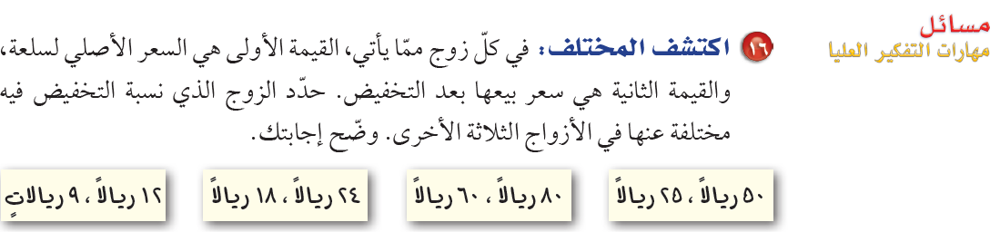 مسائل
مهارات التفكير العليا
١٦ اكتشف المختلف: في كلّ زوج ممّا يأتي، القيمة الأولى هي السعر الأصلي لسلعة،
والقيمة الثانية هي سعر بيعها بعد التخفيض. حدّد الزوج الذي نسبة التخفيض فيه
مختلفة عنها في الأزواج الثلاثة الأخرى. وضّح إجابتك.
٥٠ ريالاً ، ٢٥ ريالاً
٨٠ ريالاً ، ٦٠ ريالاً
٢٤ ريالاً ، ١٨ ريالاً
١٢ ريالاً ، ٩ ريالاتٍ